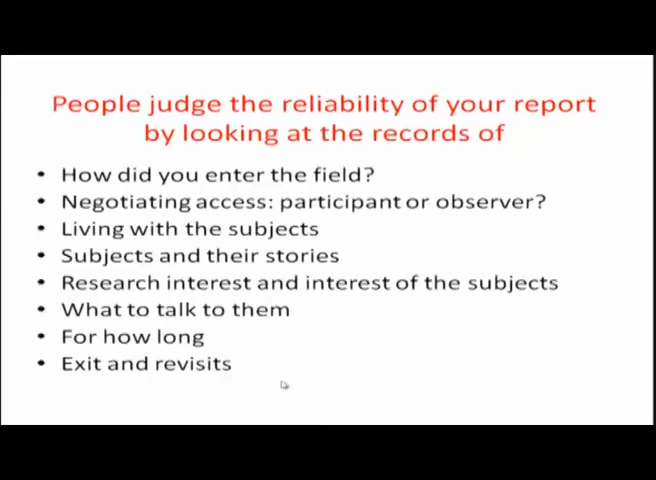 People judge the reliability of your report
by looking at the records of
• How did you enter the field?
• Negotiating access: participant or observer?
• Living with the subjects
• Subjects and their stories
• Research interest and interest of the subjects
• What to talk to them
• For how long
• Exit and revisits